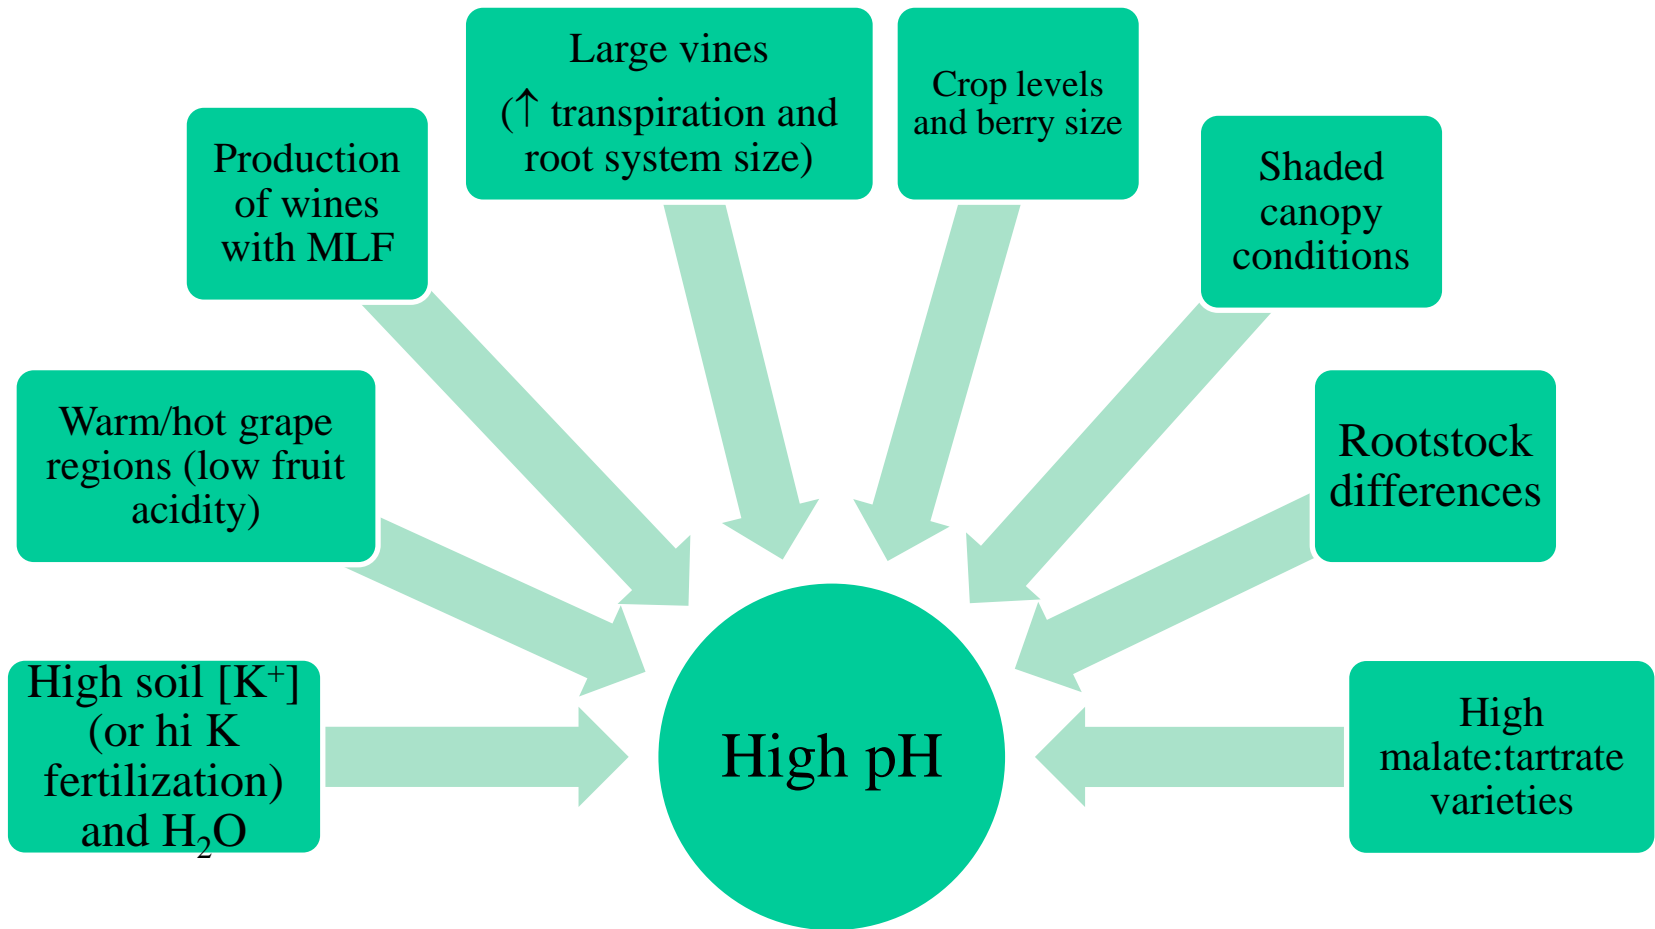 Large vines
(↑ transpiration and
root system size)
Crop levels
and berry size
Production
of wines
with MLF
Shaded
canopy
conditions
Warm/hot grape
regions (low fruit
acidity)
Rootstock
differences
High soil [K⁺]
(or hi K
fertilization)
and H₂O
High pH
High
malate:tartrate
varieties